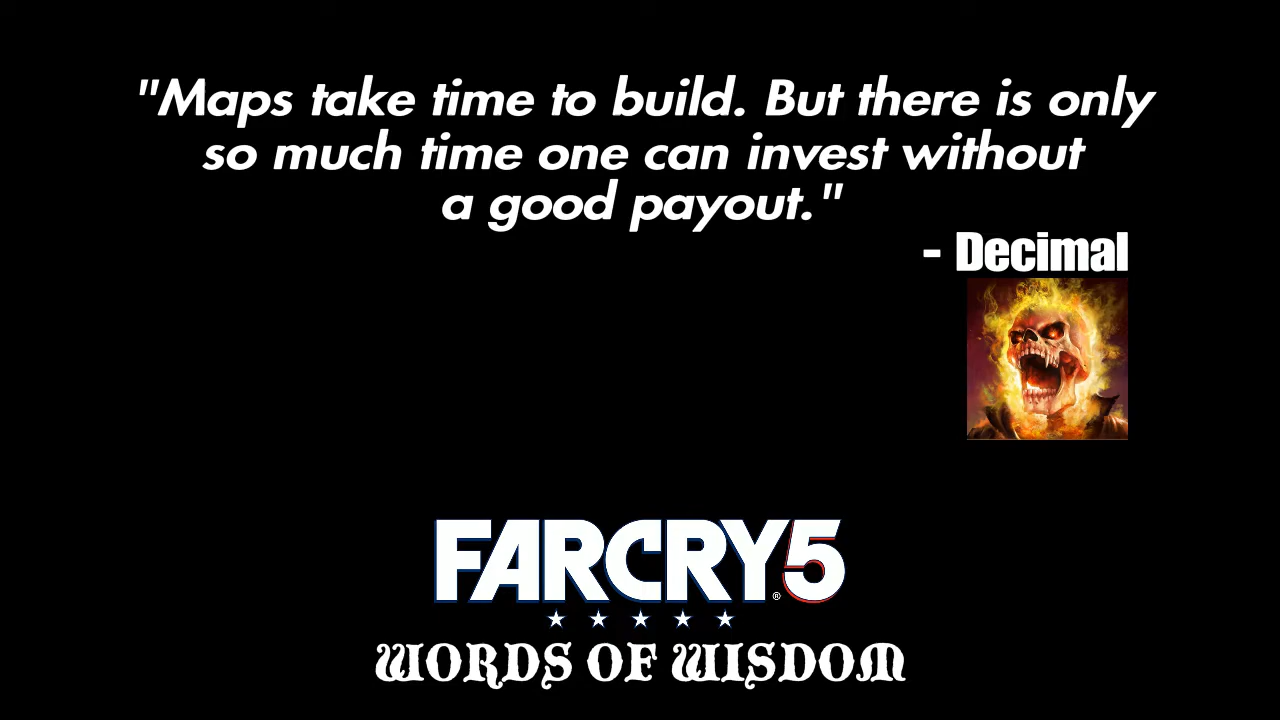 "Maps take time to build. But there is only
so much time one can invest without
a good payout."
- Decimal
FARCRY5®
WORDS OF WISDOM